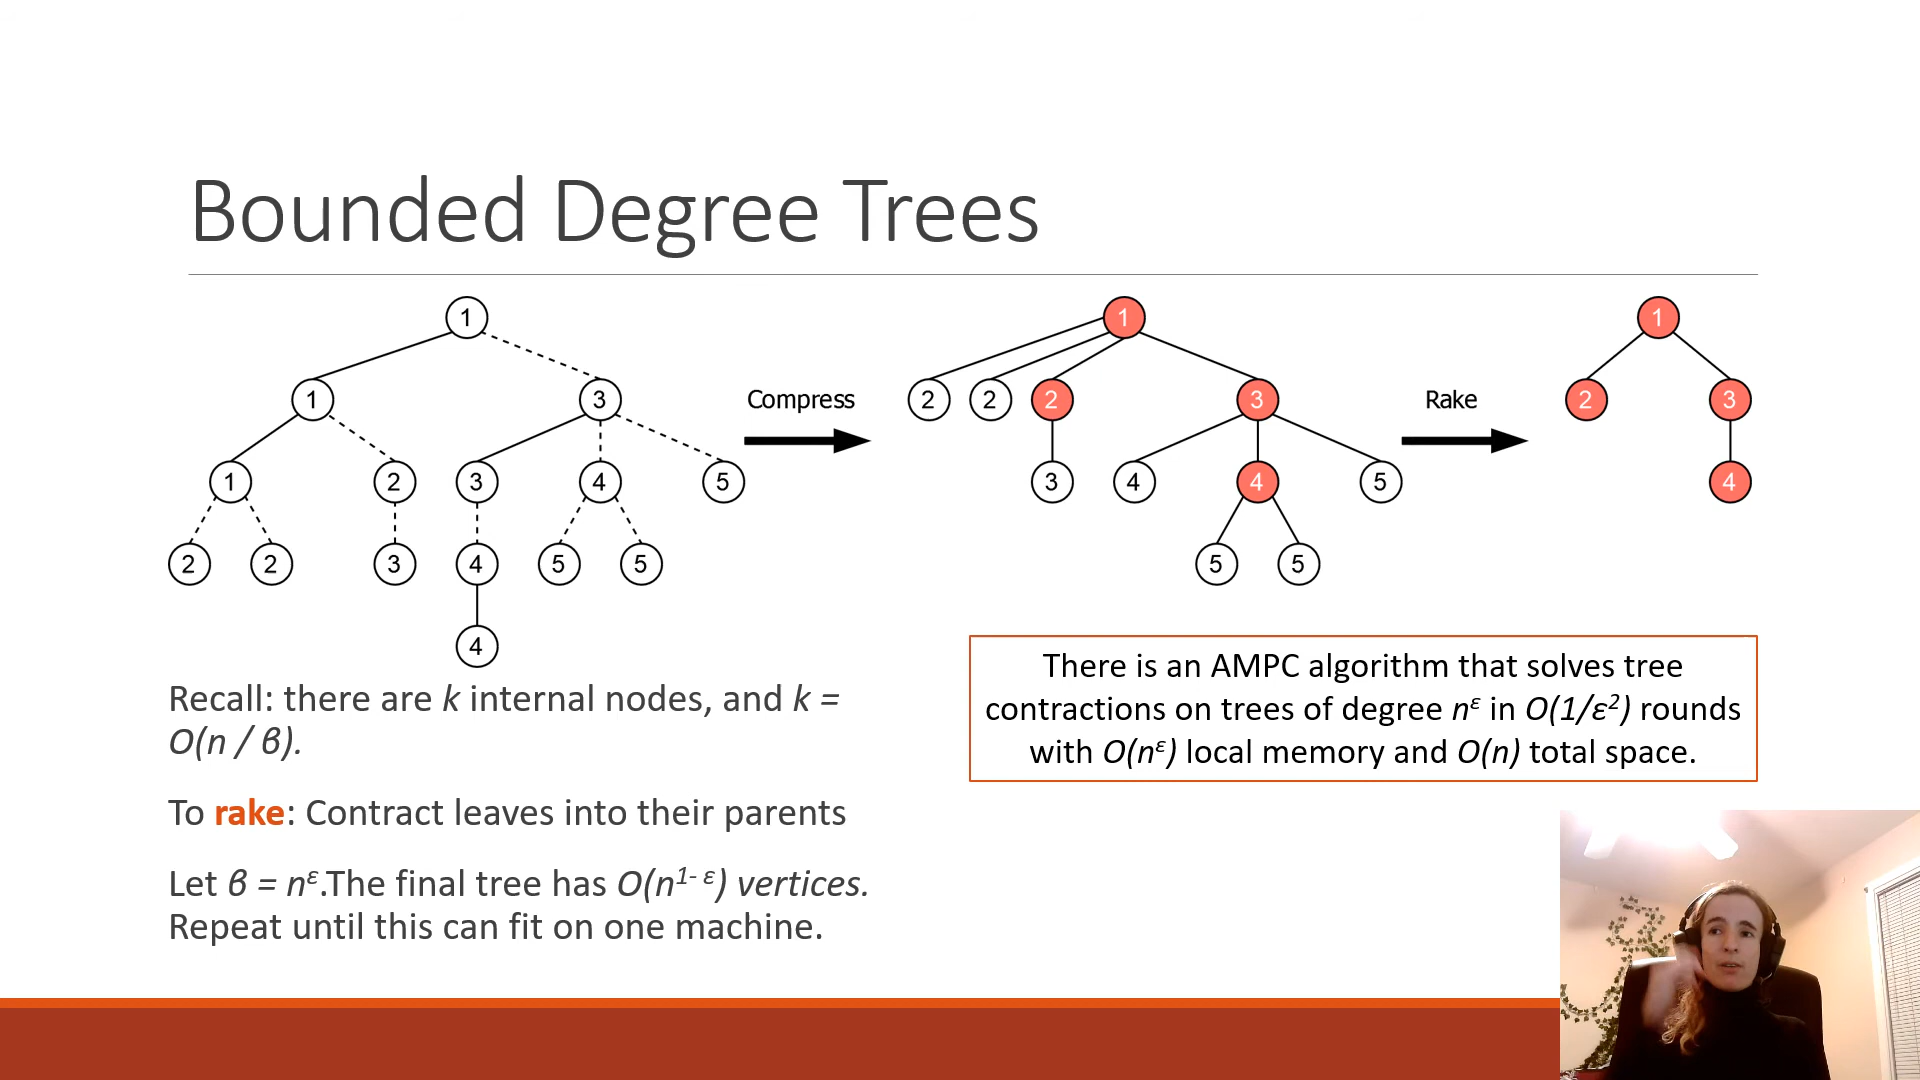 Bounded Degree Trees
1
1 3
1 2 3 4 5
2 2 3 4 5 5
4
Compress
1
2 2 2 3
3 4 4 5
5 5
Rake
1
2 3
4
Recall: there are k internal nodes, and k =
O(n / β).
To rake: Contract leaves into their parents
Let β = nᵋ.The final tree has O(n¹⁻ ᵋ) vertices.
Repeat until this can fit on one machine.
There is an AMPC algorithm that solves tree
contractions on trees of degree nᵋ in O(1/ε²) rounds
with O(nᵋ) local memory and O(n) total space.